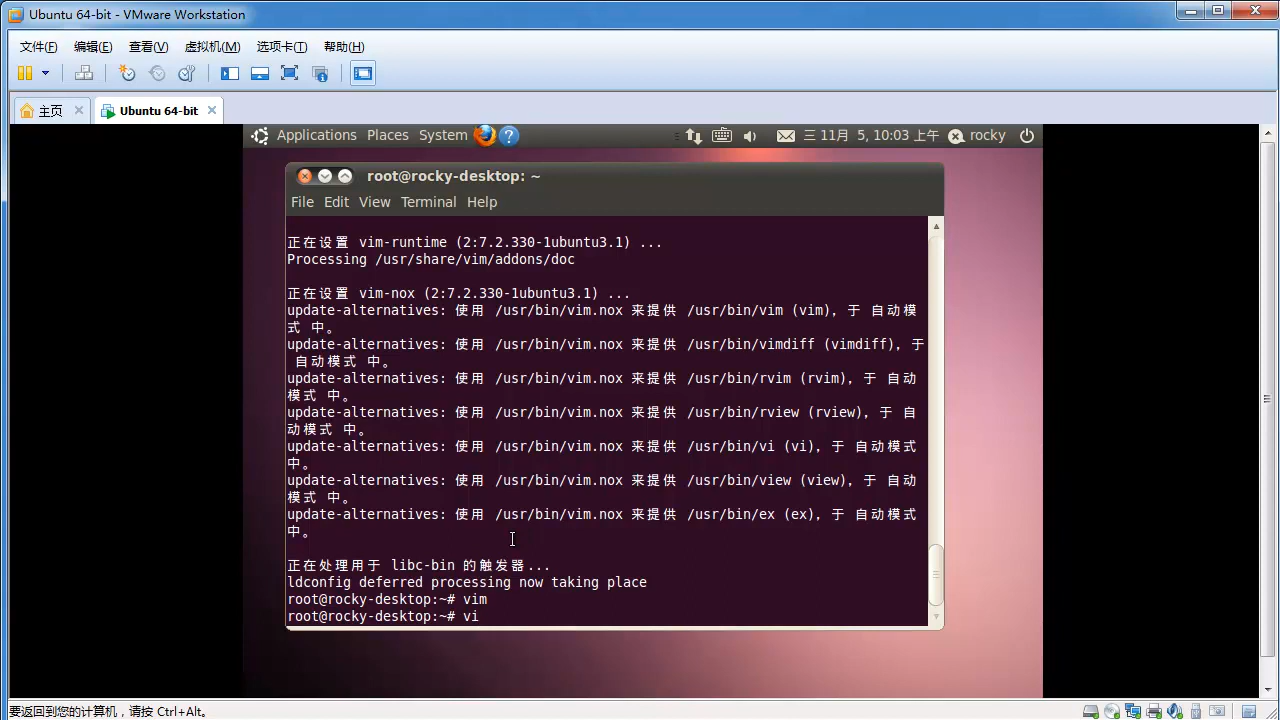 Ubuntu 64-bit - VMware Workstation
文件(F) 编辑(E) 查看(V) 虚拟机(M) 选项卡(T) 帮助(H)
主页 Ubuntu 64-bit
Applications Places System 三 11月 5, 10:03 上午 rocky
root@rocky-desktop: ~
File Edit View Terminal Help
正在设置 vim-runtime (2:7.2.330-1ubuntu3.1) ...
Processing /usr/share/vim/addons/doc
正在设置 vim-nox (2:7.2.330-1ubuntu3.1) ...
update-alternatives: 使用 /usr/bin/vim.nox 来提供 /usr/bin/vim (vim)，于 自动模
式 中。
update-alternatives: 使用 /usr/bin/vim.nox 来提供 /usr/bin/vimdiff (vimdiff)，于
自动模式 中。
update-alternatives: 使用 /usr/bin/vim.nox 来提供 /usr/bin/rvim (rvim)，于 自动
模式 中。
update-alternatives: 使用 /usr/bin/vim.nox 来提供 /usr/bin/rview (rview)，于 自
动模式 中。
update-alternatives: 使用 /usr/bin/vim.nox 来提供 /usr/bin/vi (vi)，于 自动模式
中。
update-alternatives: 使用 /usr/bin/vim.nox 来提供 /usr/bin/view (view)，于 自动
模式 中。
update-alternatives: 使用 /usr/bin/vim.nox 来提供 /usr/bin/ex (ex)，于 自动模式
中。
正在处理用于 libc-bin 的触发器...
ldconfig deferred processing now taking place
root@rocky-desktop:~# vim
root@rocky-desktop:~# vi
要返回到您的计算机，请按 Ctrl+Alt。